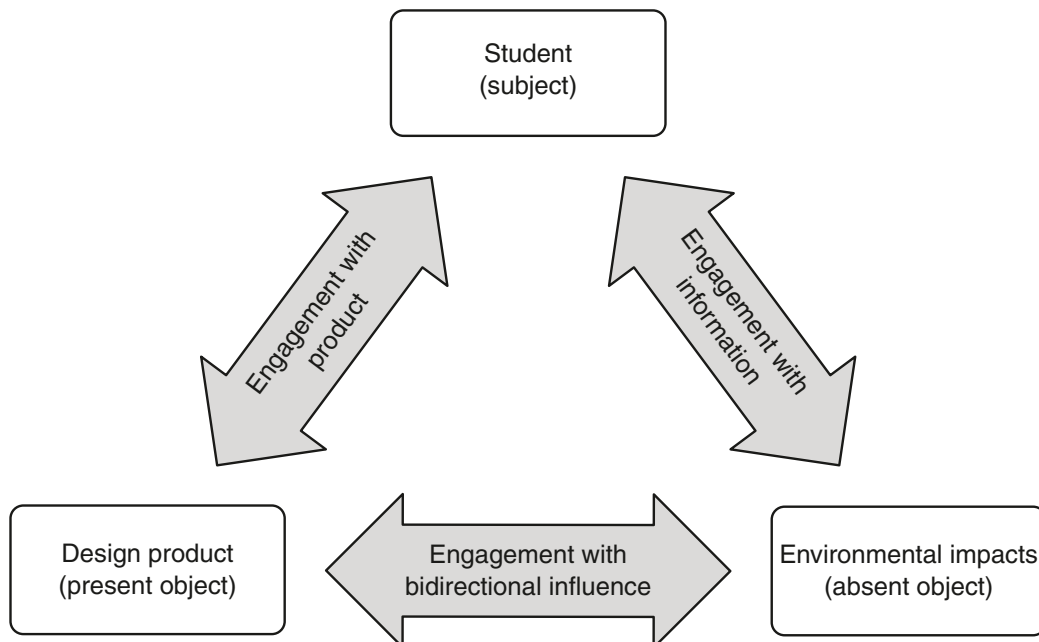 Student
(subject)
Engagement with
product
Engagement with
information
Design product
(present object)
Engagement with
bidirectional influence
Environmental impacts
(absent object)